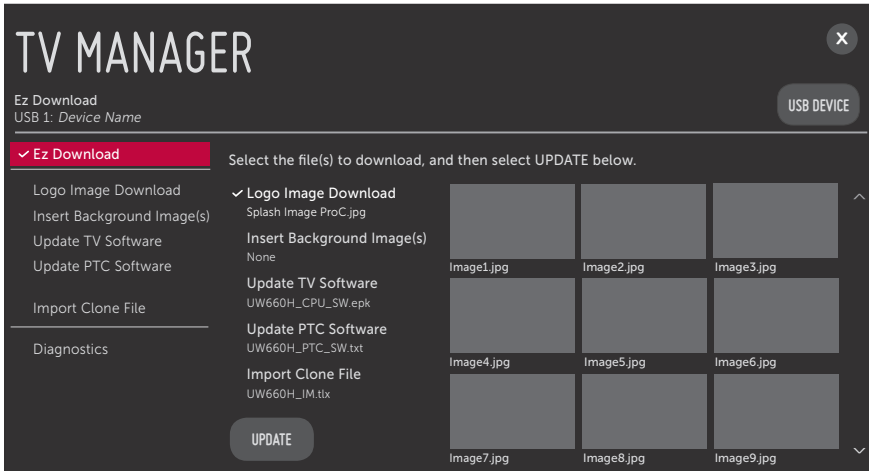 TV MANAGER
X
Ez Download
USB 1: Device Name
USB DEVICE
Ez Download
Logo Image Download
Insert Background Image(s)
Update TV Software
Update PTC Software
Import Clone File
Diagnostics
Select the file(s) to download, and then select UPDATE below.
Logo Image Download
Splash Image ProC.jpg
Insert Background Image(s)
None
Update TV Software
UW660H_CPU_SW.epk
Update PTC Software
UW660H_PTC_SW.txt
Import Clone File
UW660H_IM.tlx
UPDATE
Image1.jpg
Image2.jpg
Image3.jpg
Image4.jpg
Image5.jpg
Image6.jpg
Image7.jpg
Image8.jpg
Image9.jpg